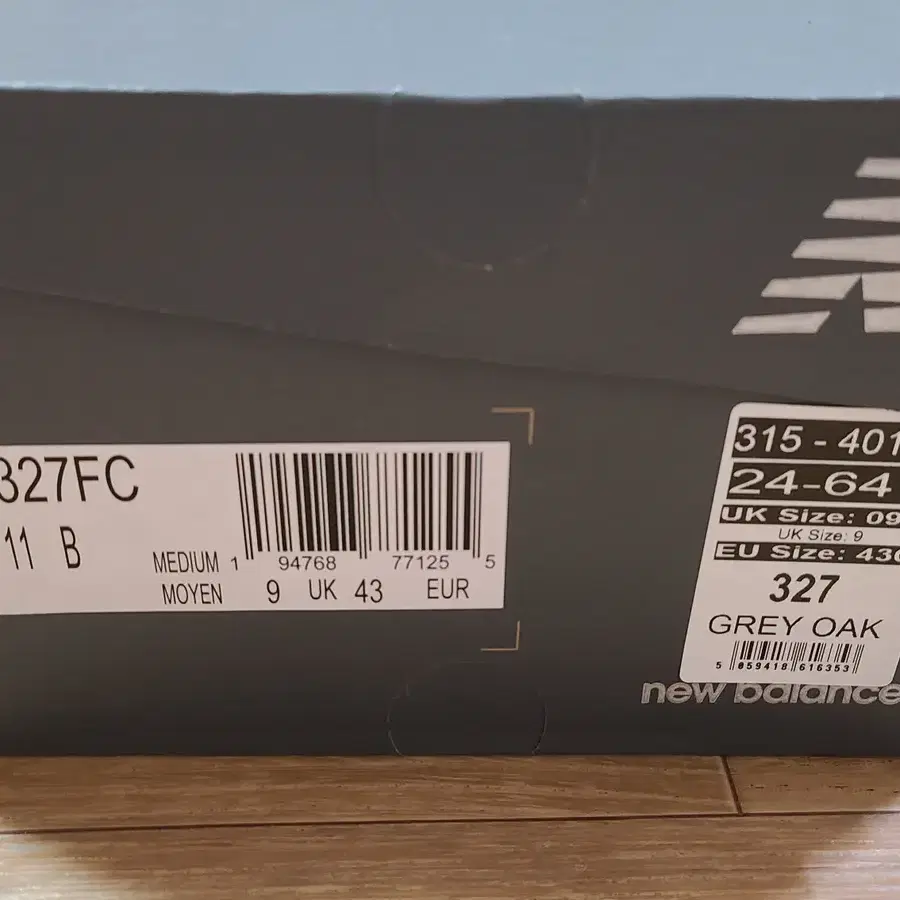 327FC
11 B
MEDIUM 1 94768 77125 5
MOYEN 9 UK 43 EUR
315 - 401
24-64
UK Size: 09
UK Size: 9
EU Size: 430
327
GREY OAK
5 059418 616353
new balance